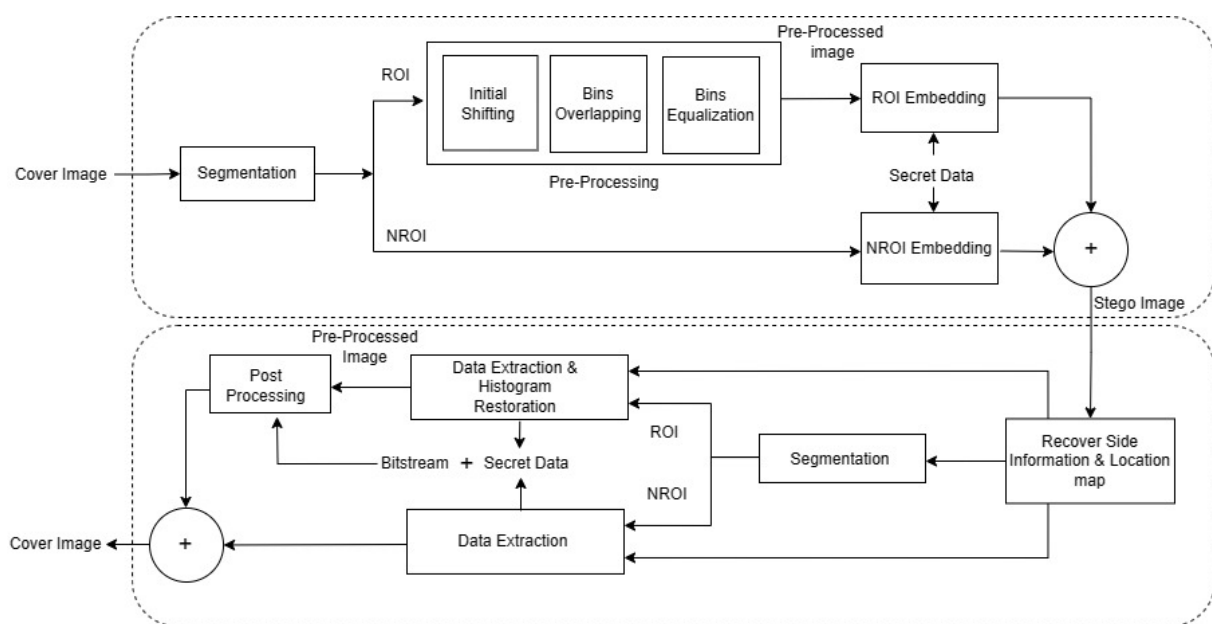 Pre-Processed
image
ROI
Initial
Shifting
Bins
Overlapping
Bins
Equalization
ROI Embedding
Cover Image
Segmentation
Pre-Processing
Secret Data
NROI
NROI Embedding
+
Stego Image
Pre-Processed
Image
Post
Processing
Data Extraction &
Histogram
Restoration
ROI
Segmentation
Recover Side
Information & Location
map
Bitstream + Secret Data
NROI
Cover Image
+
Data Extraction